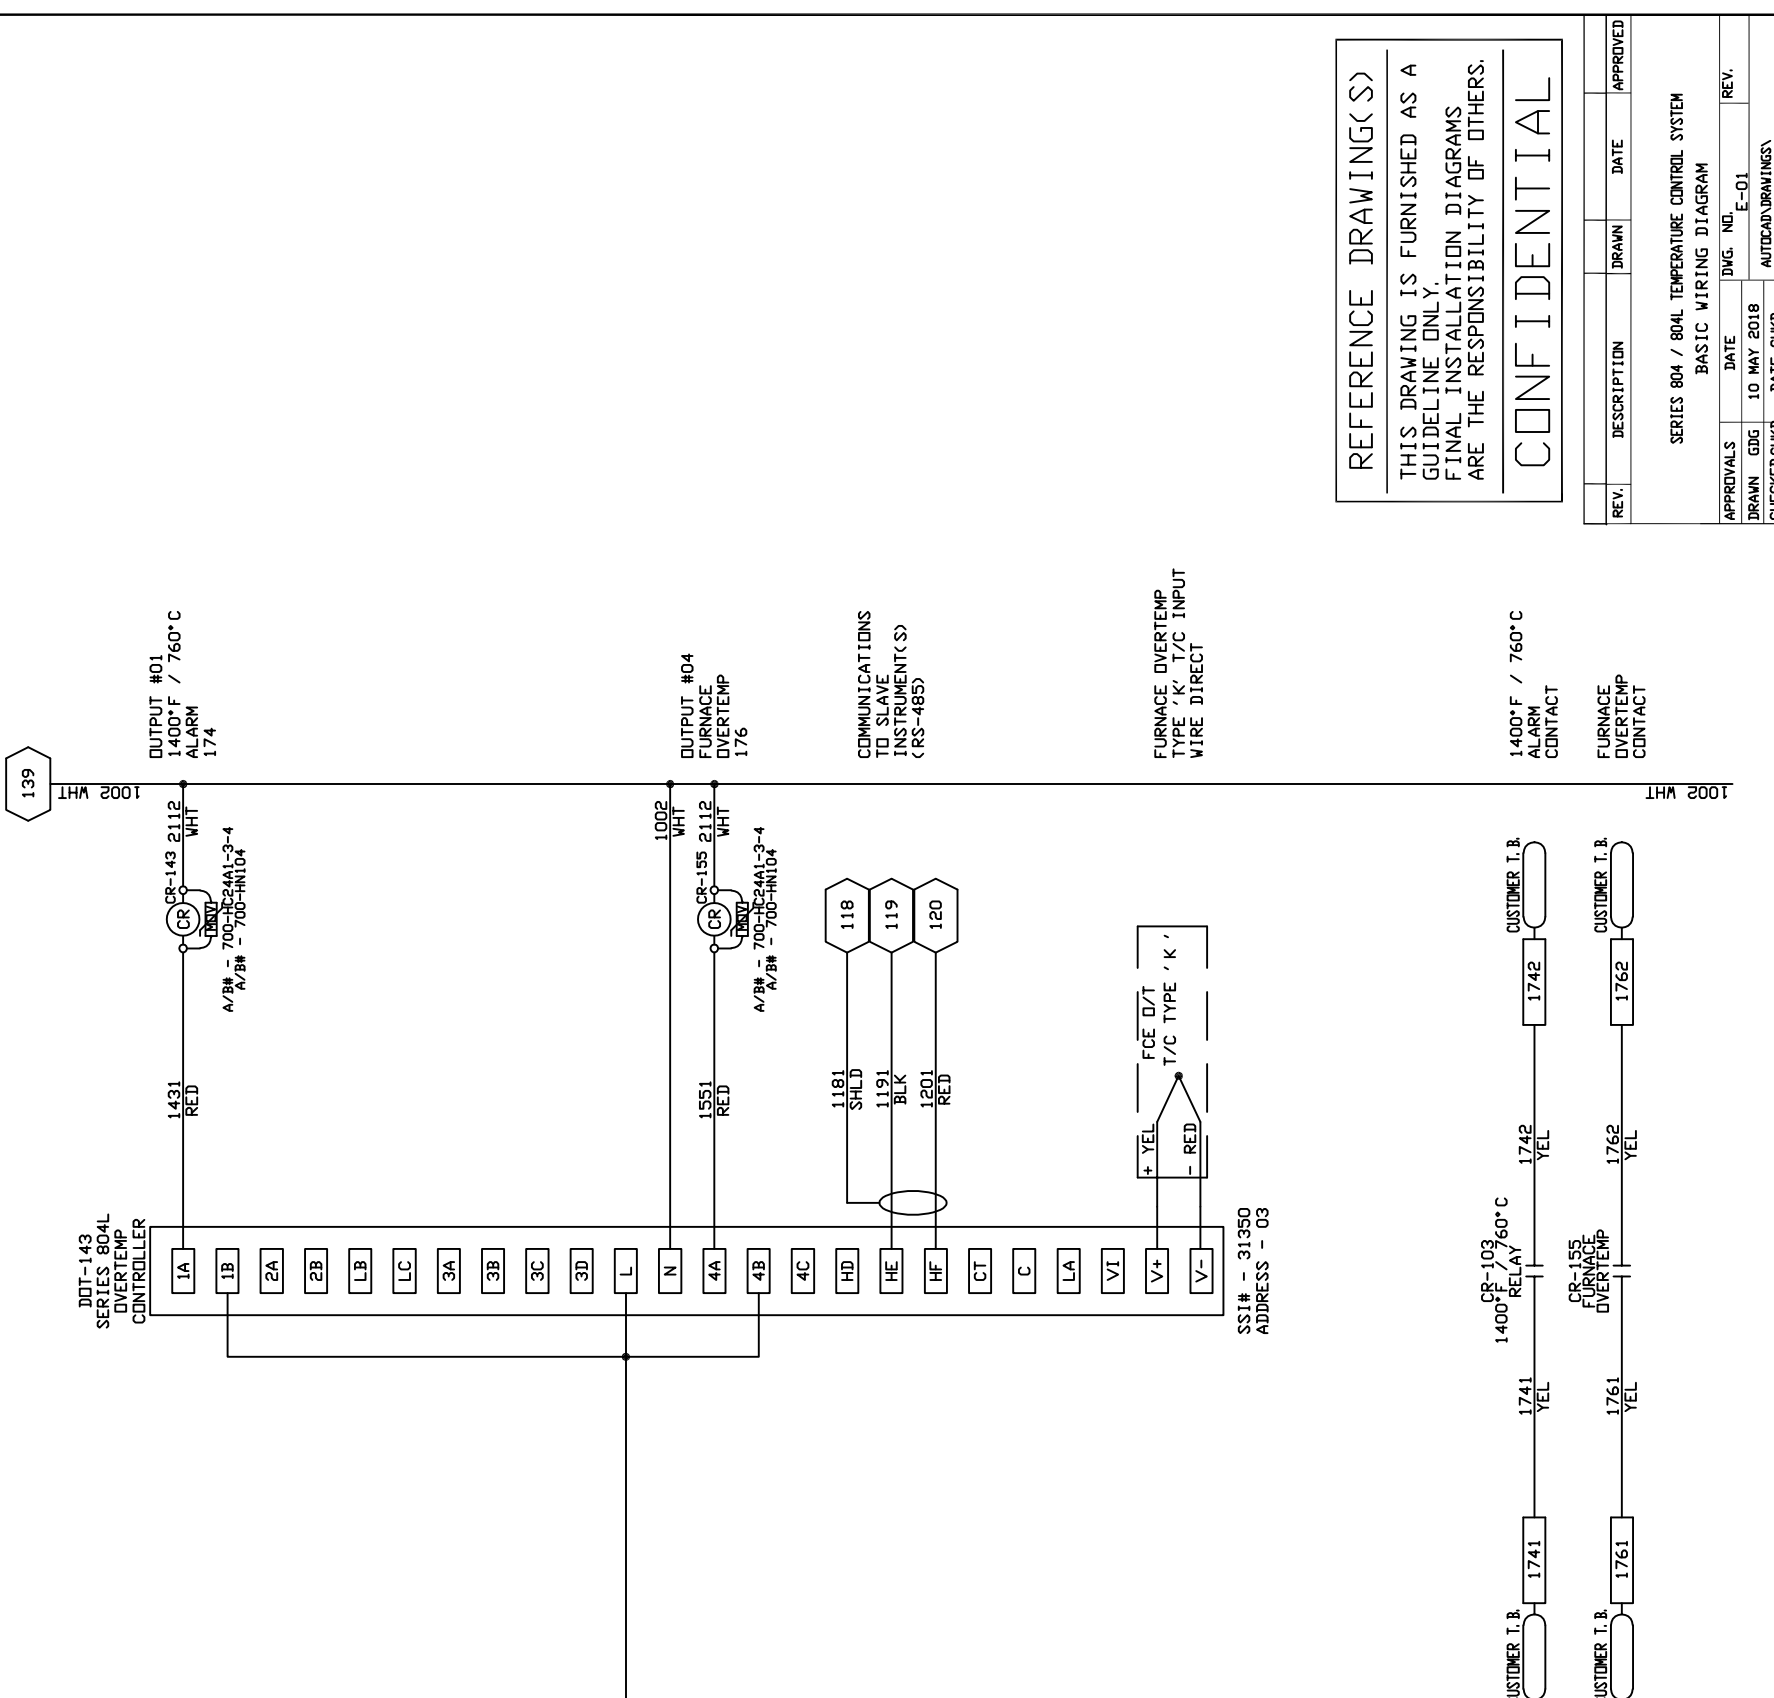 139
1002 WHT
OUTPUT #01
1400°F / 760°C
ALARM
174
CR-143
2112
WHT
CR
MOV
A/B# - 700-HC24A1-3-4
A/B# - 700-HN104
1431
RED
OUTPUT #04
FURNACE
OVERTEMP
176
1002
WHT
CR-155
2112
WHT
CR
MOV
A/B# - 700-HC24A1-3-4
A/B# - 700-HN104
1551
RED
COMMUNICATIONS
TO SLAVE
INSTRUMENT(S)
(RS-485)
118
119
120
1181
SHLD
1191
BLK
1201
RED
FURNACE OVERTEMP
TYPE 'K' T/C INPUT
WIRE DIRECT
FCE O/T
T/C TYPE 'K'
+ YEL
- RED
DOT-143
SERIES 804L
OVERTEMP
CONTROLLER
1A
1B
2A
2B
LB
LC
3A
3B
3C
3D
L
N
4A
4B
4C
HD
HE
HF
CT
C
LA
VI
V+
V-
SSI# - 31350
ADDRESS - 03
1400°F / 760°C
ALARM
CONTACT
FURNACE
OVERTEMP
CONTACT
1002 WHT
CUSTOMER T.B.
1742
1742
YEL
CR-103
1400°F / 760°C
RELAY
1741
YEL
1741
CUSTOMER T.B.
CUSTOMER T.B.
1762
1762
YEL
CR-155
FURNACE
OVERTEMP
1761
YEL
1761
CUSTOMER T.B.
REFERENCE DRAWING(S)
THIS DRAWING IS FURNISHED AS A
GUIDELINE ONLY.
FINAL INSTALLATION DIAGRAMS
ARE THE RESPONSIBILITY OF OTHERS.
CONFIDENTIAL
REV. DESCRIPTION DRAWN DATE APPROVED
SERIES 804 / 804L TEMPERATURE CONTROL SYSTEM
BASIC WIRING DIAGRAM
APPROVALS DATE DWG. NO. REV.
E-01
DRAWN GDG 10 MAY 2018
AUTOCAD\DRAWINGS\